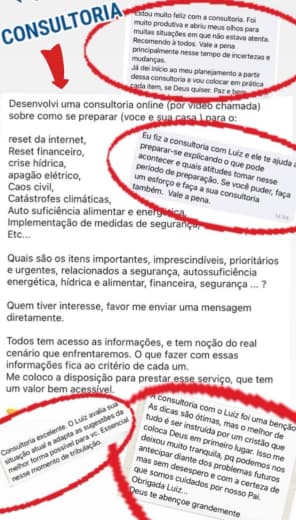 CONSULTORIA
Estou muito feliz com a consultoria. Foi
muito produtiva e abriu meus olhos para
muitas situações em que não estava atenta.
Recomendo à todos. Vale a pena
principalmente nesse tempo de incertezas e
mudanças.
Já dei início ao meu planejamento a partir
dessa consultoria e vou colocar em prática
cada item, se Deus quiser. Paz e bem
Desenvolvi uma consultoria online (por vídeo chamada)
sobre como se preparar (voce e sua casa) para o:
reset da internet,
Reset financeiro,
crise hídrica,
apagão elétrico,
Caos civil,
Catástrofes climáticas,
Auto suficiência alimentar e energética,
Implementação de medidas de segurança,
Etc...
Eu fiz a consultoria com Luiz e ele te ajuda a
preparar-se explicando o que pode
acontecer e quais atitudes tomar nesse
período de preparação. Se você puder, faça
um esforço e faça a sua consultoria
também. Vale a pena.
Quais são os itens importantes, imprescindíveis, prioritários
e urgentes, relacionados a segurança, autossuficiência
energética, hídrica e alimentar, financeira, segurança ... ?
Quem tiver interesse, favor me enviar uma mensagem
diretamente.
Todos tem acesso as informações, e tem noção do real
cenário que enfrentaremos. O que fazer com essas
informações fica ao critério de cada um.
Me coloco a disposição para prestar esse serviço, que tem
um valor bem acessível.
Consultoria excelente. O Luiz avalia sua
situação atual e adapta as sugestões da
melhor forma possível para vc. Essencial
nesse momento de tribulação.
A consultoria com o Luiz foi uma benção
As dicas são ótimas, mas o melhor de
tudo é ser instruída por um cristão que
coloca Deus em primeiro lugar. Isso me
deixou muito tranquila, pq podemos nos
antecipar diante dos problemas futuros
mas sem desespero e com a certeza de
que somos cuidados por nosso Pai.
Obrigada Luiz...
Deus te abençoe grandemente